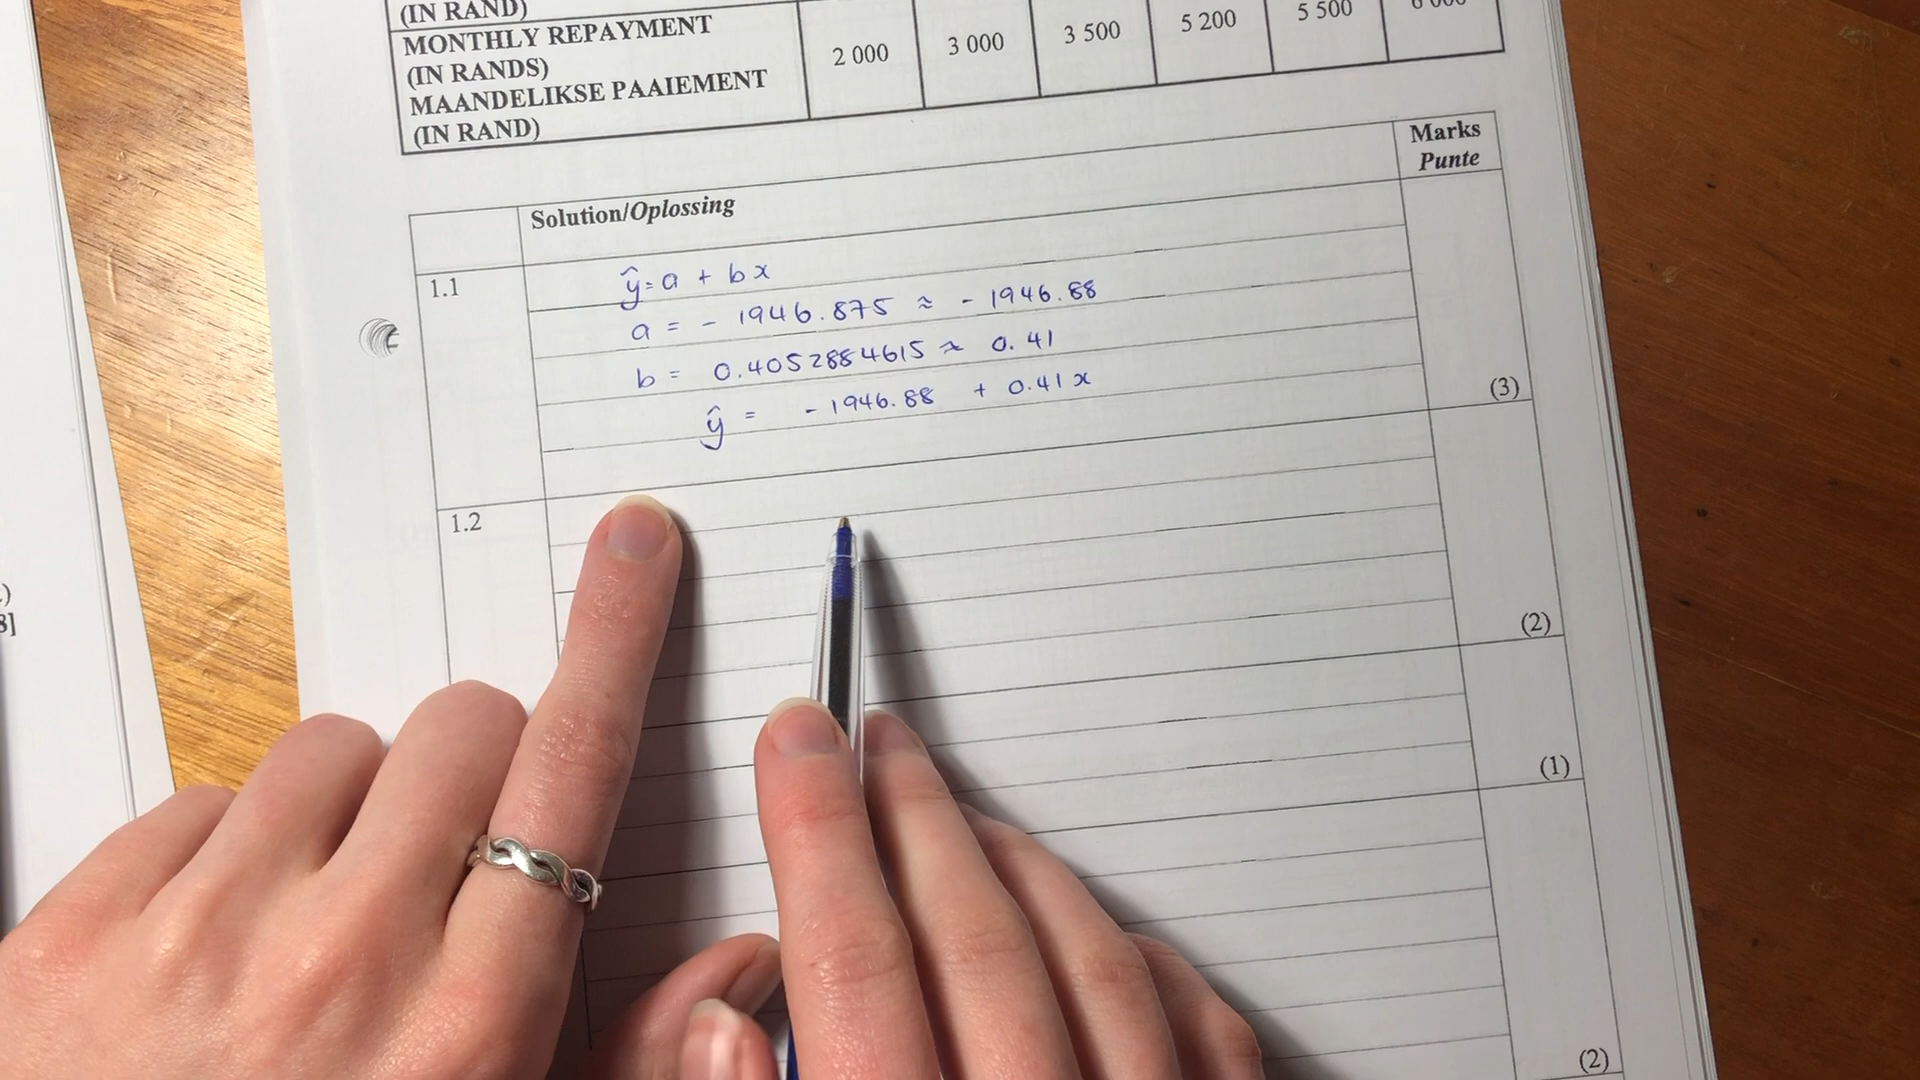 (IN RAND)
MONTHLY REPAYMENT
(IN RANDS)
MAANDELIKSE PAAIEMENT
(IN RAND)
2 000 3 000 3 500 5 200 5 500 6 000
Marks
Punte
Solution/Oplossing
1.1
ŷ = a + bx
a = - 1946.875 ≈ - 1946.88
b = 0.4052884615 ≈ 0.41
ŷ = - 1946.88 + 0.41x
(3)
1.2
(2)
(1)
(2)